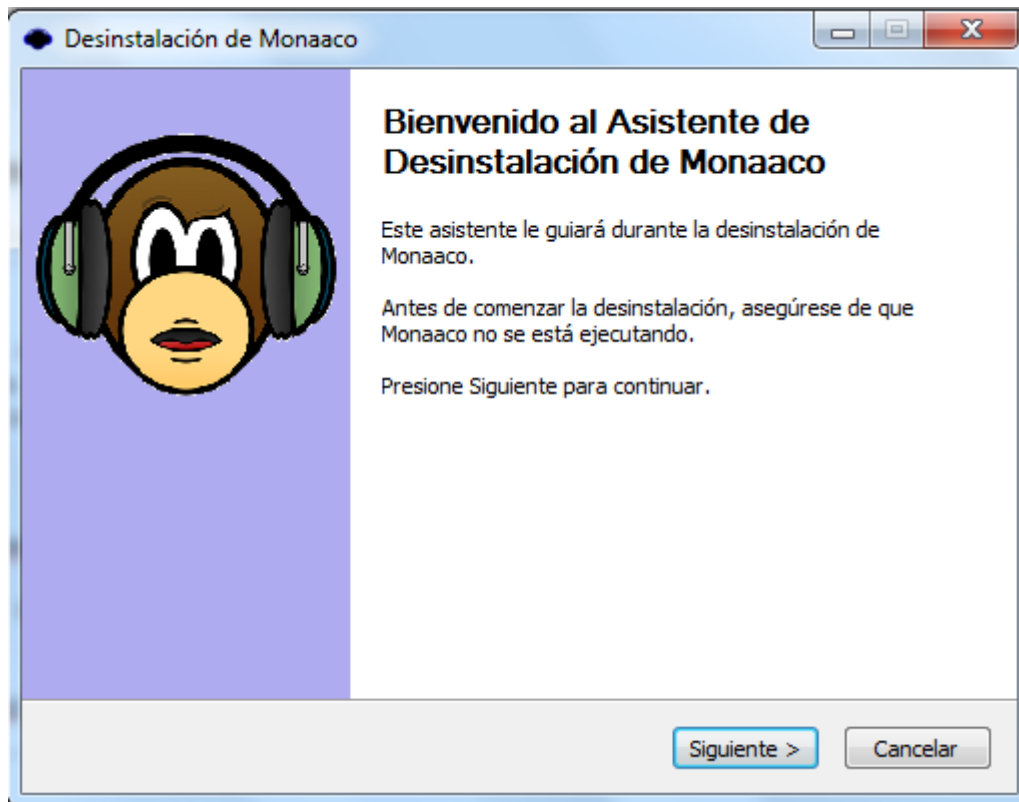 Desinstalación de Monaaco
Bienvenido al Asistente de
Desinstalación de Monaaco
Este asistente le guiará durante la desinstalación de
Monaaco.
Antes de comenzar la desinstalación, asegúrese de que
Monaaco no se está ejecutando.
Presione Siguiente para continuar.
Siguiente >
Cancelar